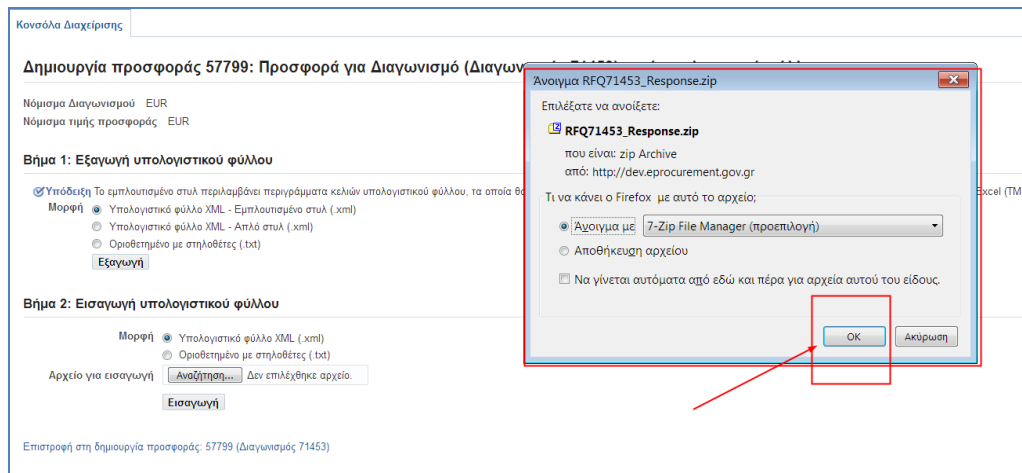 Κονσόλα Διαχείρισης
Δημιουργία προσφοράς 57799: Προσφορά για Διαγωνισμό (Διαγων
Νόμισμα Διαγωνισμού EUR
Νόμισμα τιμής προσφοράς EUR
Βήμα 1: Εξαγωγή υπολογιστικού φύλλου
Υπόδειξη Το εμπλουτισμένο στυλ περιλαμβάνει περιγράμματα κελιών υπολογιστικού φύλλου, τα οποία θα
Excel (TM
Μορφή Υπολογιστικό φύλλο XML - Εμπλουτισμένο στυλ (.xml)
Υπολογιστικό φύλλο XML - Απλό στυλ (.xml)
Οριοθετημένο με στηλοθέτες (.txt)
Εξαγωγή
Βήμα 2: Εισαγωγή υπολογιστικού φύλλου
Μορφή Υπολογιστικό φύλλο XML (.xml)
Οριοθετημένο με στηλοθέτες (.txt)
Αρχείο για εισαγωγή Αναζήτηση... Δεν επιλέχθηκε αρχείο.
Εισαγωγή
Επιστροφή στη δημιουργία προσφοράς: 57799 (Διαγωνισμός 71453)
Άνοιγμα RFQ71453_Response.zip
Επιλέξατε να ανοίξετε:
RFQ71453_Response.zip
που είναι: zip Archive
από: http://dev.eprocurement.gov.gr
Τι να κάνει ο Firefox με αυτό το αρχείο;
Άνοιγμα με 7-Zip File Manager (προεπιλογή)
Αποθήκευση αρχείου
Να γίνεται αυτόματα από εδώ και πέρα για αρχεία αυτού του είδους.
OK Ακύρωση